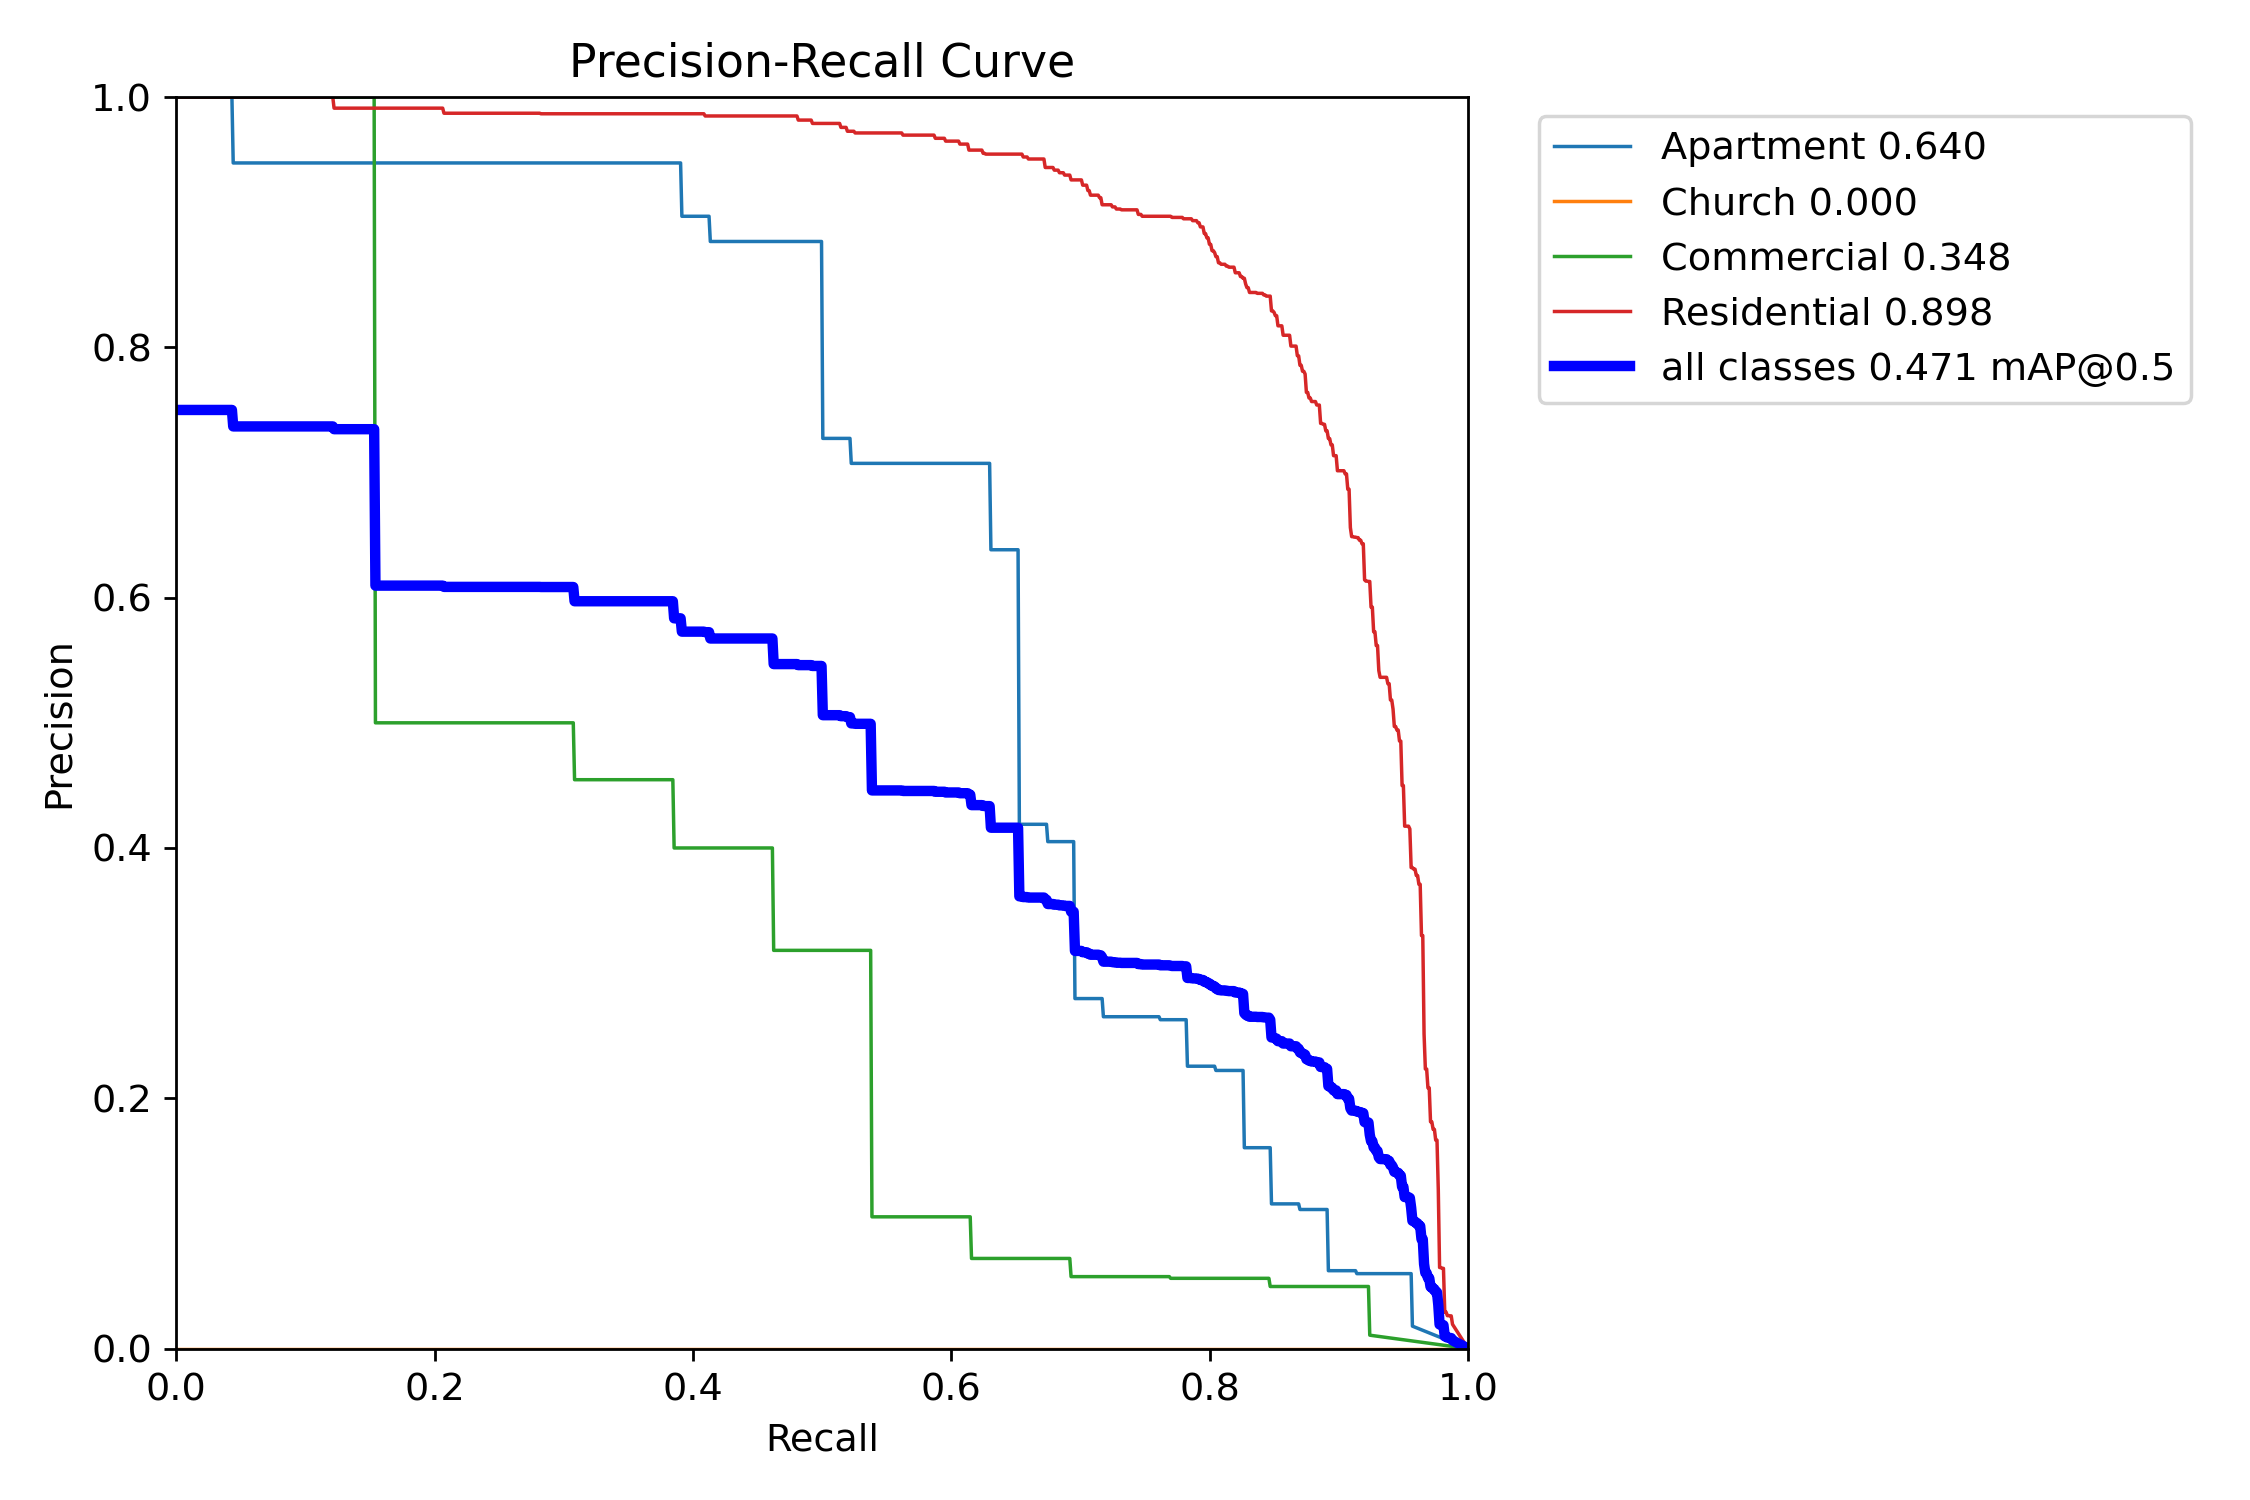 Precision-Recall Curve
1.0
0.8
0.6
0.4
0.2
0.0
Precision
0.0 0.2 0.4 0.6 0.8 1.0
Recall
Apartment 0.640
Church 0.000
Commercial 0.348
Residential 0.898
all classes 0.471 mAP@0.5